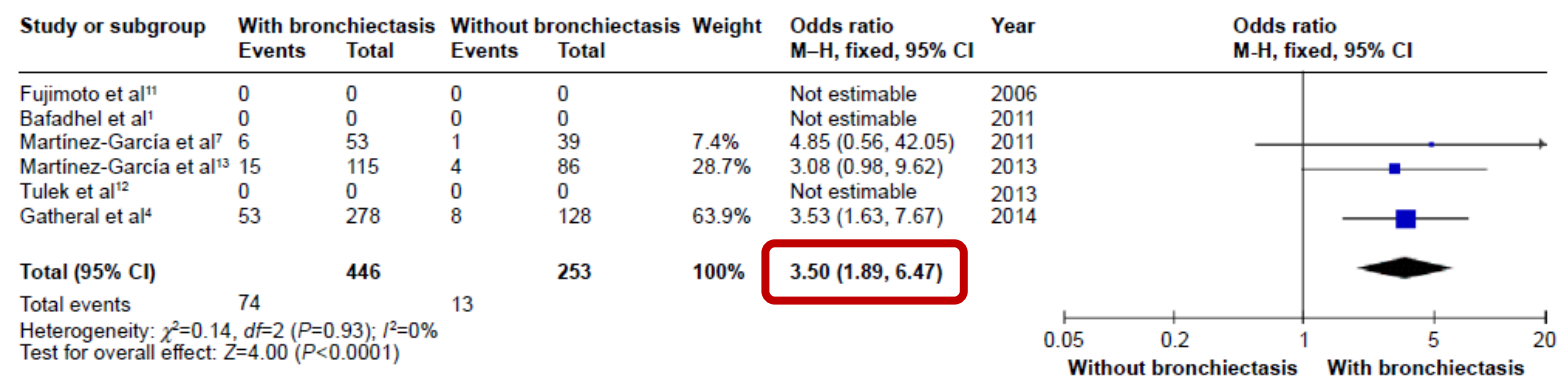 Study or subgroup With bronchiectasis Without bronchiectasis Weight Odds ratio Year Odds ratio
Events Total Events Total M–H, fixed, 95% CI M-H, fixed, 95% CI
Fujimoto et al¹¹ 0 0 0 0 Not estimable 2006
Bafadhel et al¹ 0 0 0 0 Not estimable 2011
Martínez-García et al⁷ 6 53 1 39 7.4% 4.85 (0.56, 42.05) 2011
Martínez-García et al¹³ 15 115 4 86 28.7% 3.08 (0.98, 9.62) 2013
Tulek et al¹² 0 0 0 0 Not estimable 2013
Gatheral et al⁴ 53 278 8 128 63.9% 3.53 (1.63, 7.67) 2014
Total (95% CI) 446 253 100% 3.50 (1.89, 6.47)
Total events 74 13
Heterogeneity: χ²=0.14, df=2 (P=0.93); I²=0%
Test for overall effect: Z=4.00 (P<0.0001)
0.05 0.2 1 5 20
Without bronchiectasis With bronchiectasis